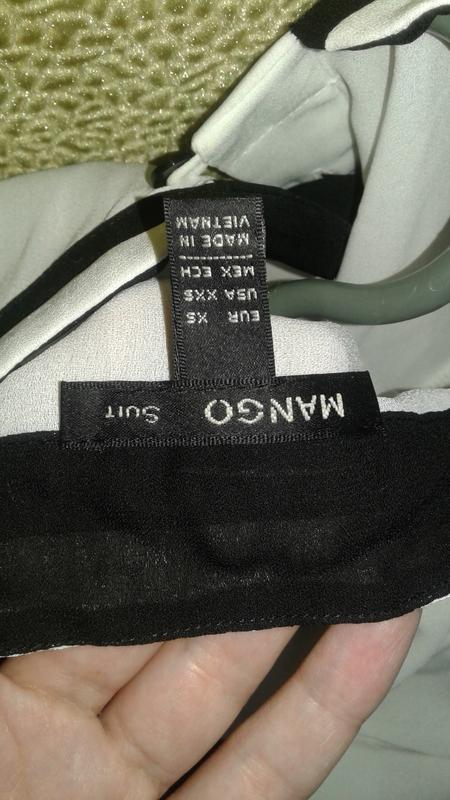 MANGO SUIT
EUR XS
USA XXS
MEX ECH
MADE IN
VIETNAM